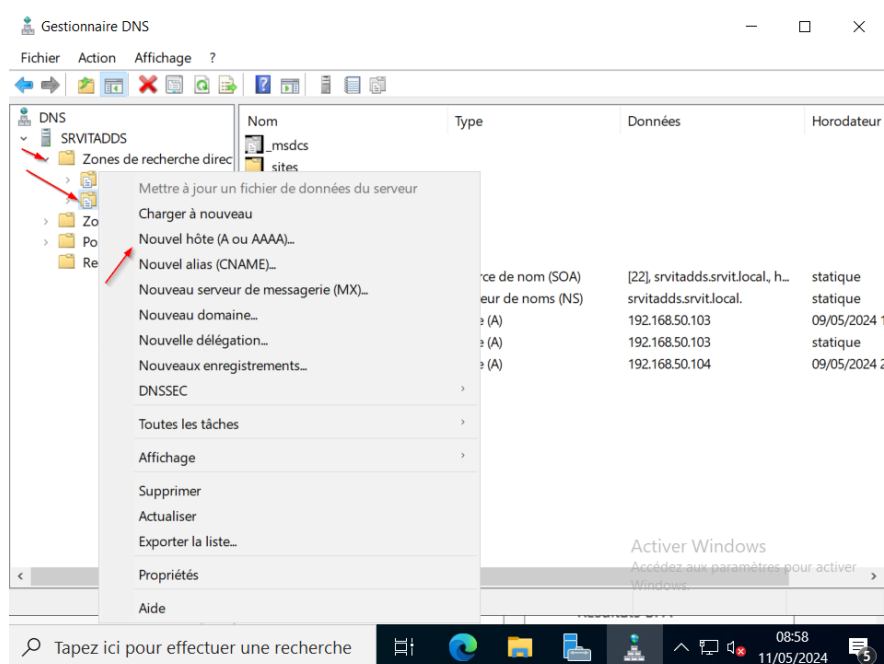 Gestionnaire DNS
Fichier Action Affichage ?
DNS
SRVITADDS
Zones de recherche direc
Zo
Po
Re
Nom Type Données Horodateur
_msdcs
sites
rce de nom (SOA) [22], srvitadds.srvit.local., h... statique
eur de noms (NS) srvitadds.srvit.local. statique
e (A) 192.168.50.103 09/05/2024 1
e (A) 192.168.50.103 statique
e (A) 192.168.50.104 09/05/2024 2
Mettre à jour un fichier de données du serveur
Charger à nouveau
Nouvel hôte (A ou AAAA)...
Nouvel alias (CNAME)...
Nouveau serveur de messagerie (MX)...
Nouveau domaine...
Nouvelle délégation...
Nouveaux enregistrements...
DNSSEC
Toutes les tâches
Affichage
Supprimer
Actualiser
Exporter la liste...
Propriétés
Aide
Activer Windows
Accédez aux paramètres pour activer
Windows.
Tapez ici pour effectuer une recherche
08:58
11/05/2024
5